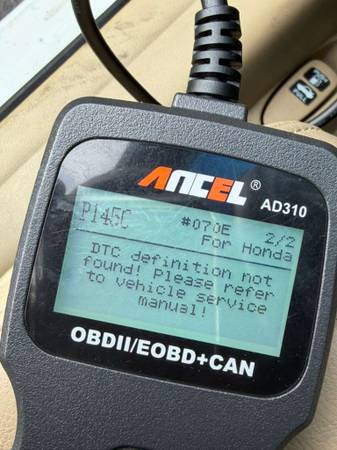 ANCEL®
AD310
P145C #070E 2/2
For Honda
DTC definition not
found! Please refer
to vehicle service
manual!
OBDII/EOBD+CAN